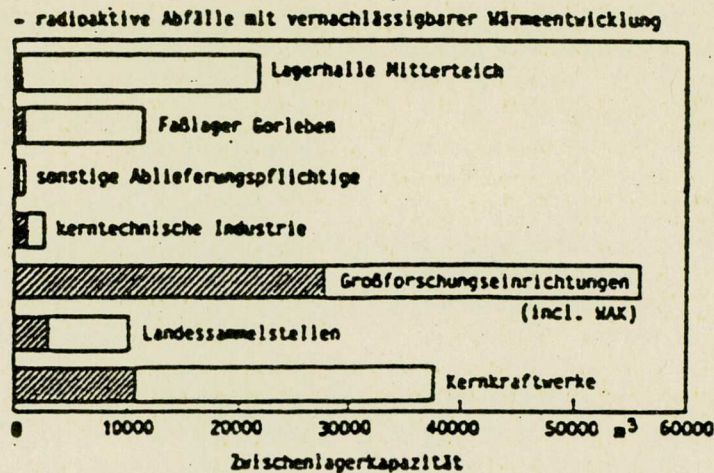 - radioaktive Abfälle mit vernachlässigbarer Wärmeentwicklung
Lagerhalle Mitterteich
Faßlager Gorleben
sonstige Ablieferungspflichtige
kerntechnische Industrie
Großforschungseinrichtungen
(incl. WAK)
Landessammelstellen
Kernkraftwerke
0 10000 20000 30000 40000 50000 m³ 60000
Zwischenlagerkapazität